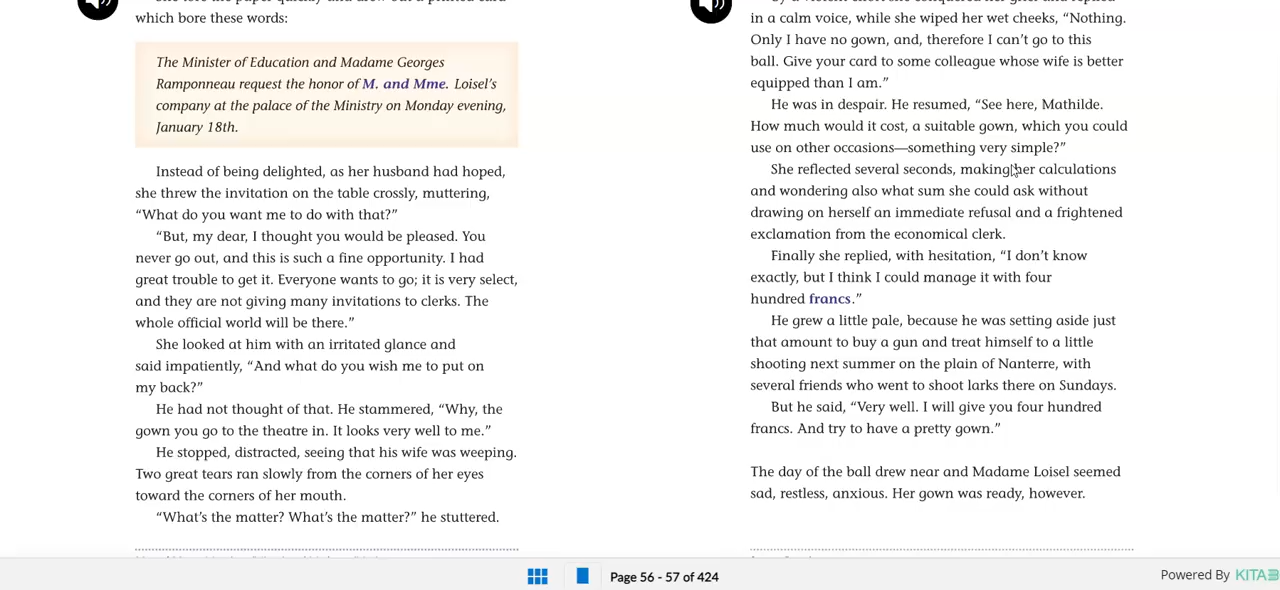 which bore these words:
The Minister of Education and Madame Georges
Ramponneau request the honor of M. and Mme. Loisel's
company at the palace of the Ministry on Monday evening,
January 18th.
Instead of being delighted, as her husband had hoped,
she threw the invitation on the table crossly, muttering,
“What do you want me to do with that?”
“But, my dear, I thought you would be pleased. You
never go out, and this is such a fine opportunity. I had
great trouble to get it. Everyone wants to go; it is very select,
and they are not giving many invitations to clerks. The
whole official world will be there.”
She looked at him with an irritated glance and
said impatiently, “And what do you wish me to put on
my back?”
He had not thought of that. He stammered, “Why, the
gown you go to the theatre in. It looks very well to me.”
He stopped, distracted, seeing that his wife was weeping.
Two great tears ran slowly from the corners of her eyes
toward the corners of her mouth.
“What’s the matter? What’s the matter?” he stuttered.
in a calm voice, while she wiped her wet cheeks, “Nothing.
Only I have no gown, and, therefore I can’t go to this
ball. Give your card to some colleague whose wife is better
equipped than I am.”
He was in despair. He resumed, “See here, Mathilde.
How much would it cost, a suitable gown, which you could
use on other occasions—something very simple?”
She reflected several seconds, making her calculations
and wondering also what sum she could ask without
drawing on herself an immediate refusal and a frightened
exclamation from the economical clerk.
Finally she replied, with hesitation, “I don’t know
exactly, but I think I could manage it with four
hundred francs.”
He grew a little pale, because he was setting aside just
that amount to buy a gun and treat himself to a little
shooting next summer on the plain of Nanterre, with
several friends who went to shoot larks there on Sundays.
But he said, “Very well. I will give you four hundred
francs. And try to have a pretty gown.”
The day of the ball drew near and Madame Loisel seemed
sad, restless, anxious. Her gown was ready, however.
Page 56 - 57 of 424
Powered By KITAB